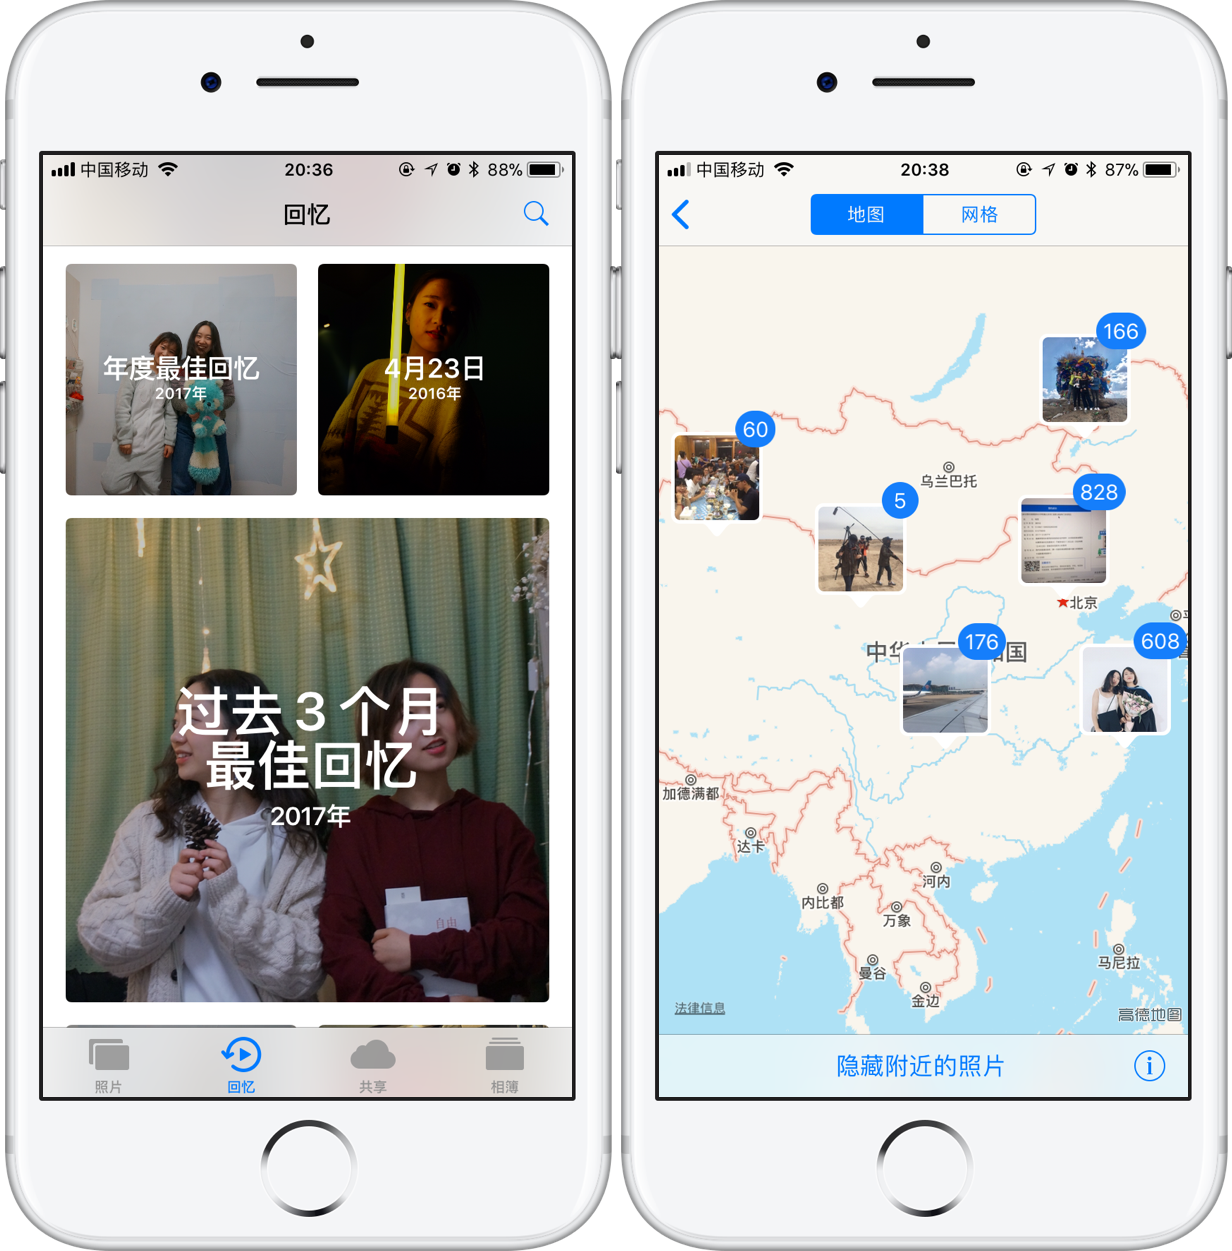 中国移动
20:36
88%
回忆
年度最佳回忆
2017年
4月23日
2016年
过去 3 个月
最佳回忆
2017年
自由
照片
回忆
共享
相簿
中国移动
20:38
87%
地图
网格
166
60
乌兰巴托
5
828
北京
176
608
加德满都
达卡
河内
内比都
万象
曼谷
马尼拉
金边
法律信息
高德地图
隐藏附近的照片